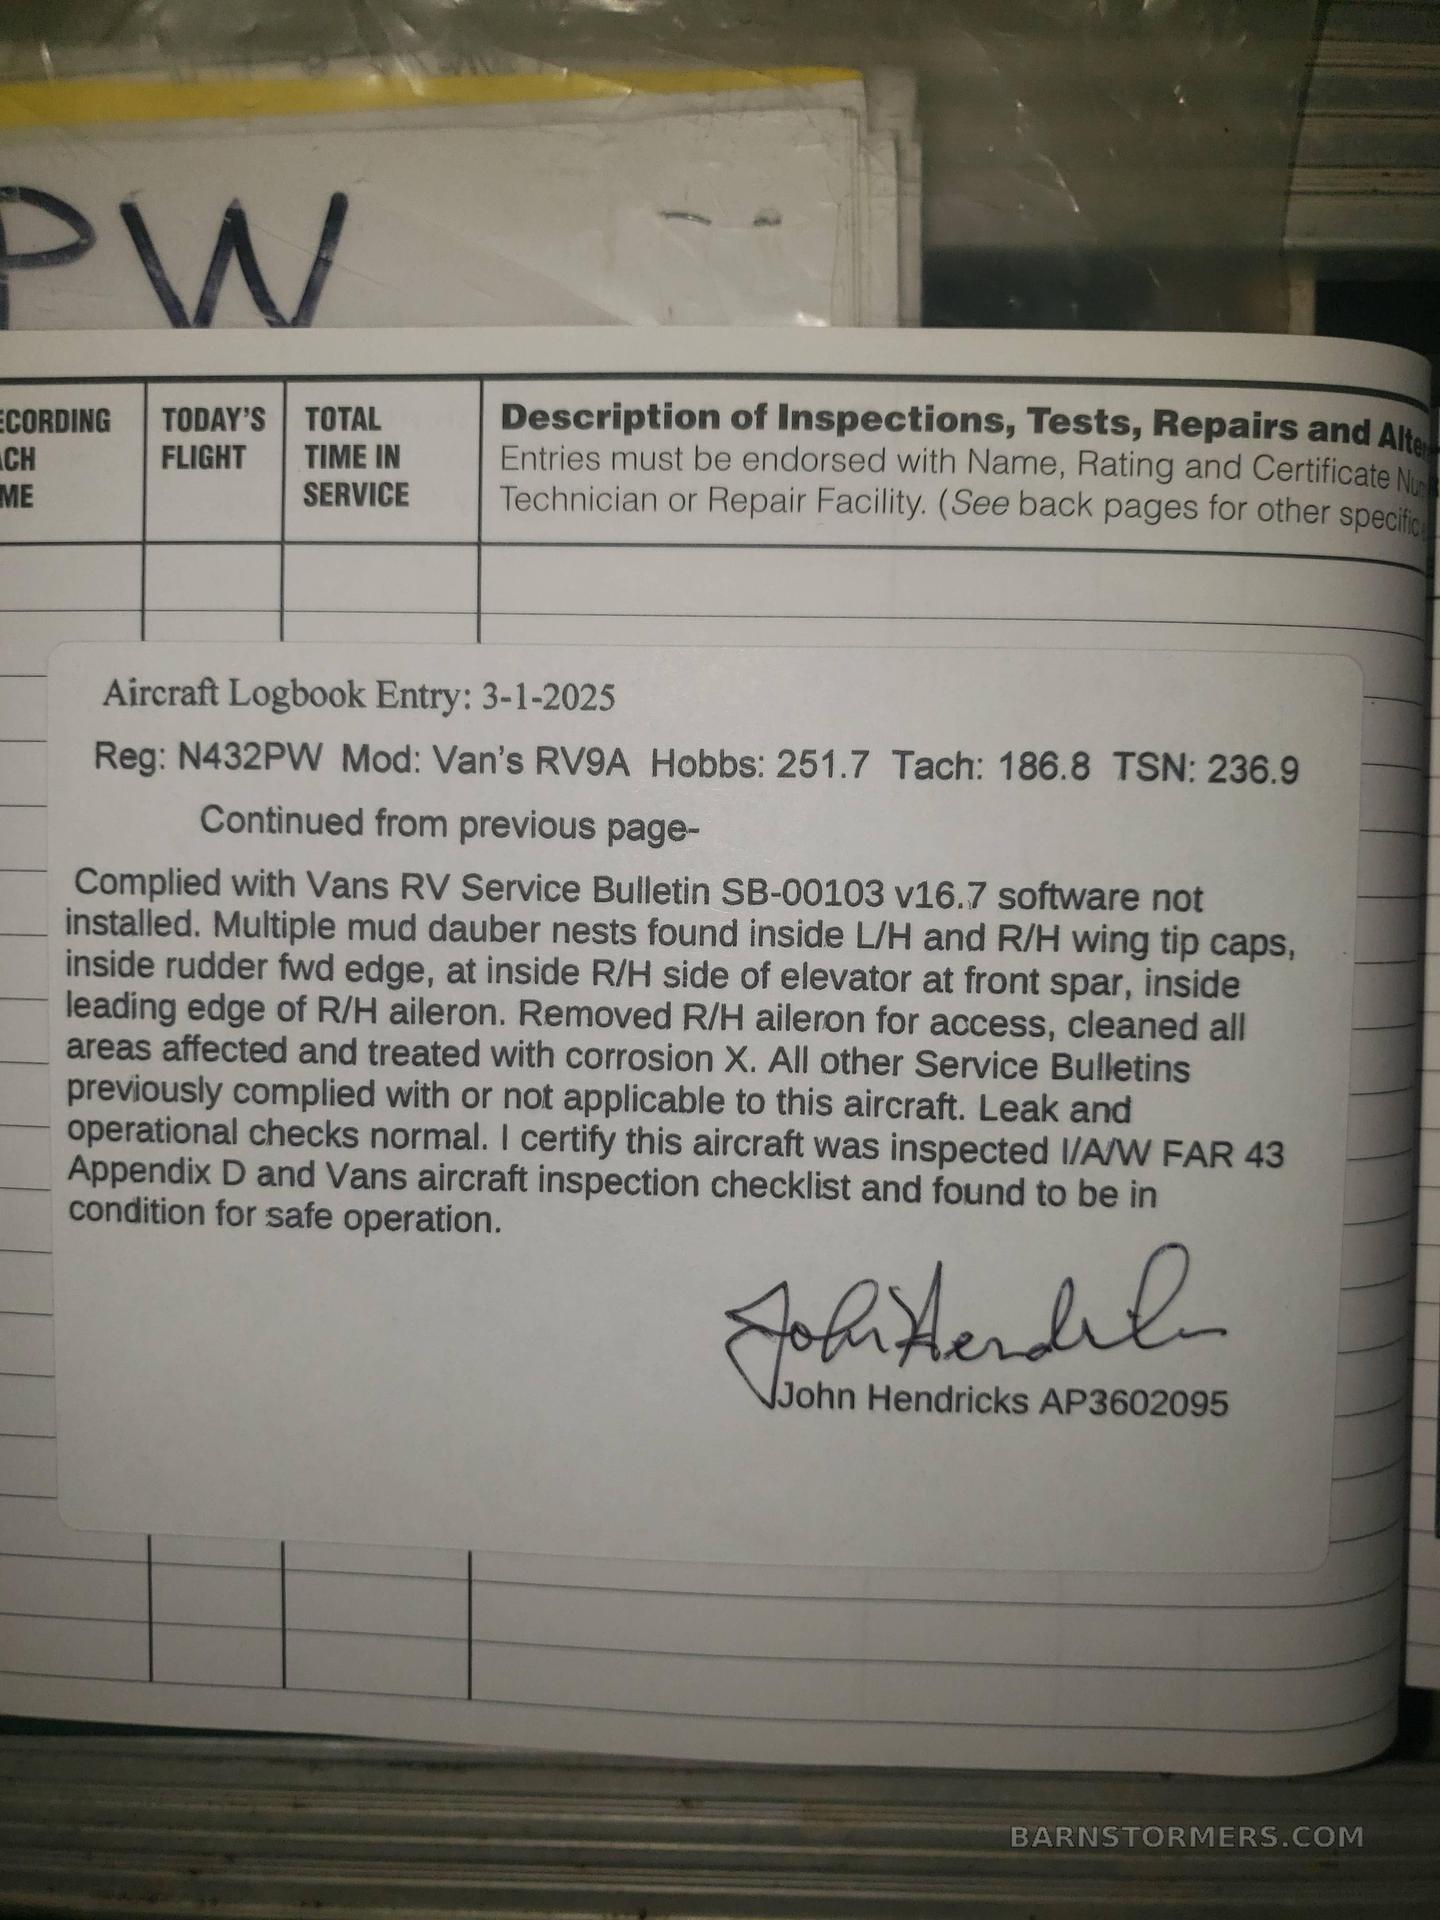 PW
ECORDING
ACH
ME
TODAY'S
FLIGHT
TOTAL
TIME IN
SERVICE
Description of Inspections, Tests, Repairs and
Entries must be endorsed with Name, Rating and Certificate
Technician or Repair Facility. (See back pages for other
Aircraft Logbook Entry: 3-1-2025
Reg: N432PW Mod: Van's RV9A Hobbs: 251.7 Tach: 186.8 TSN: 236.9
Continued from previous page-
Complied with Vans RV Service Bulletin SB-00103 v16.7 software not
installed. Multiple mud dauber nests found inside L/H and R/H wing tip caps,
inside rudder fwd edge, at inside R/H side of elevator at front spar, inside
leading edge of R/H aileron. Removed R/H aileron for access, cleaned all
areas affected and treated with corrosion X. All other Service Bulletins
previously complied with or not applicable to this aircraft. Leak and
operational checks normal. I certify this aircraft was inspected I/A/W FAR 43
Appendix D and Vans aircraft inspection checklist and found to be in
condition for safe operation.
John Hendricks
John Hendricks AP3602095
BARNSTORMERS.COM